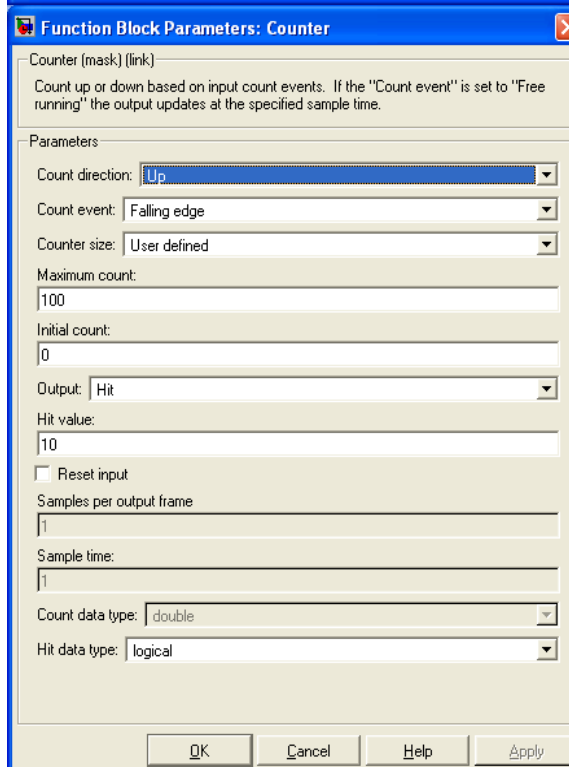 Function Block Parameters: Counter
Counter (mask) (link)
Count up or down based on input count events. If the "Count event" is set to "Free
running" the output updates at the specified sample time.
Parameters
Count direction: Up
Count event: Falling edge
Counter size: User defined
Maximum count:
100
Initial count:
0
Output: Hit
Hit value:
10
Reset input
Samples per output frame
1
Sample time:
1
Count data type: double
Hit data type: logical
OK Cancel Help Apply